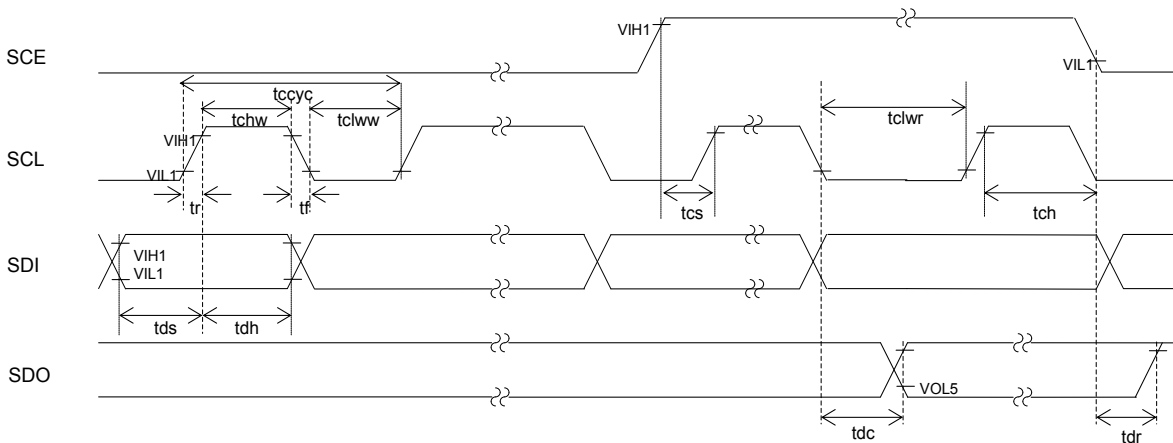 VIH1
SCE
VIL1
tccyc
tchw
tclww
tclwr
VIH1
SCL
VIL1
tr
tf
tcs
tch
VIH1
SDI
VIL1
tds
tdh
SDO
VOL5
tdc
tdr